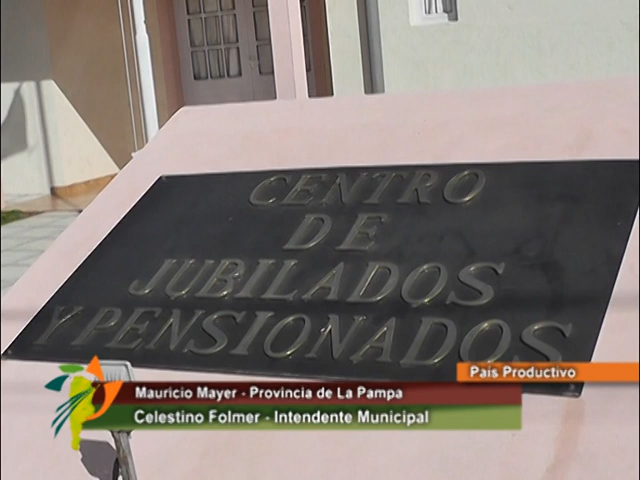 CENTRO
DE
JUBILADOS
Y PENSIONADOS
País Productivo
Mauricio Mayer - Provincia de La Pampa
Celestino Folmer - Intendente Municipal